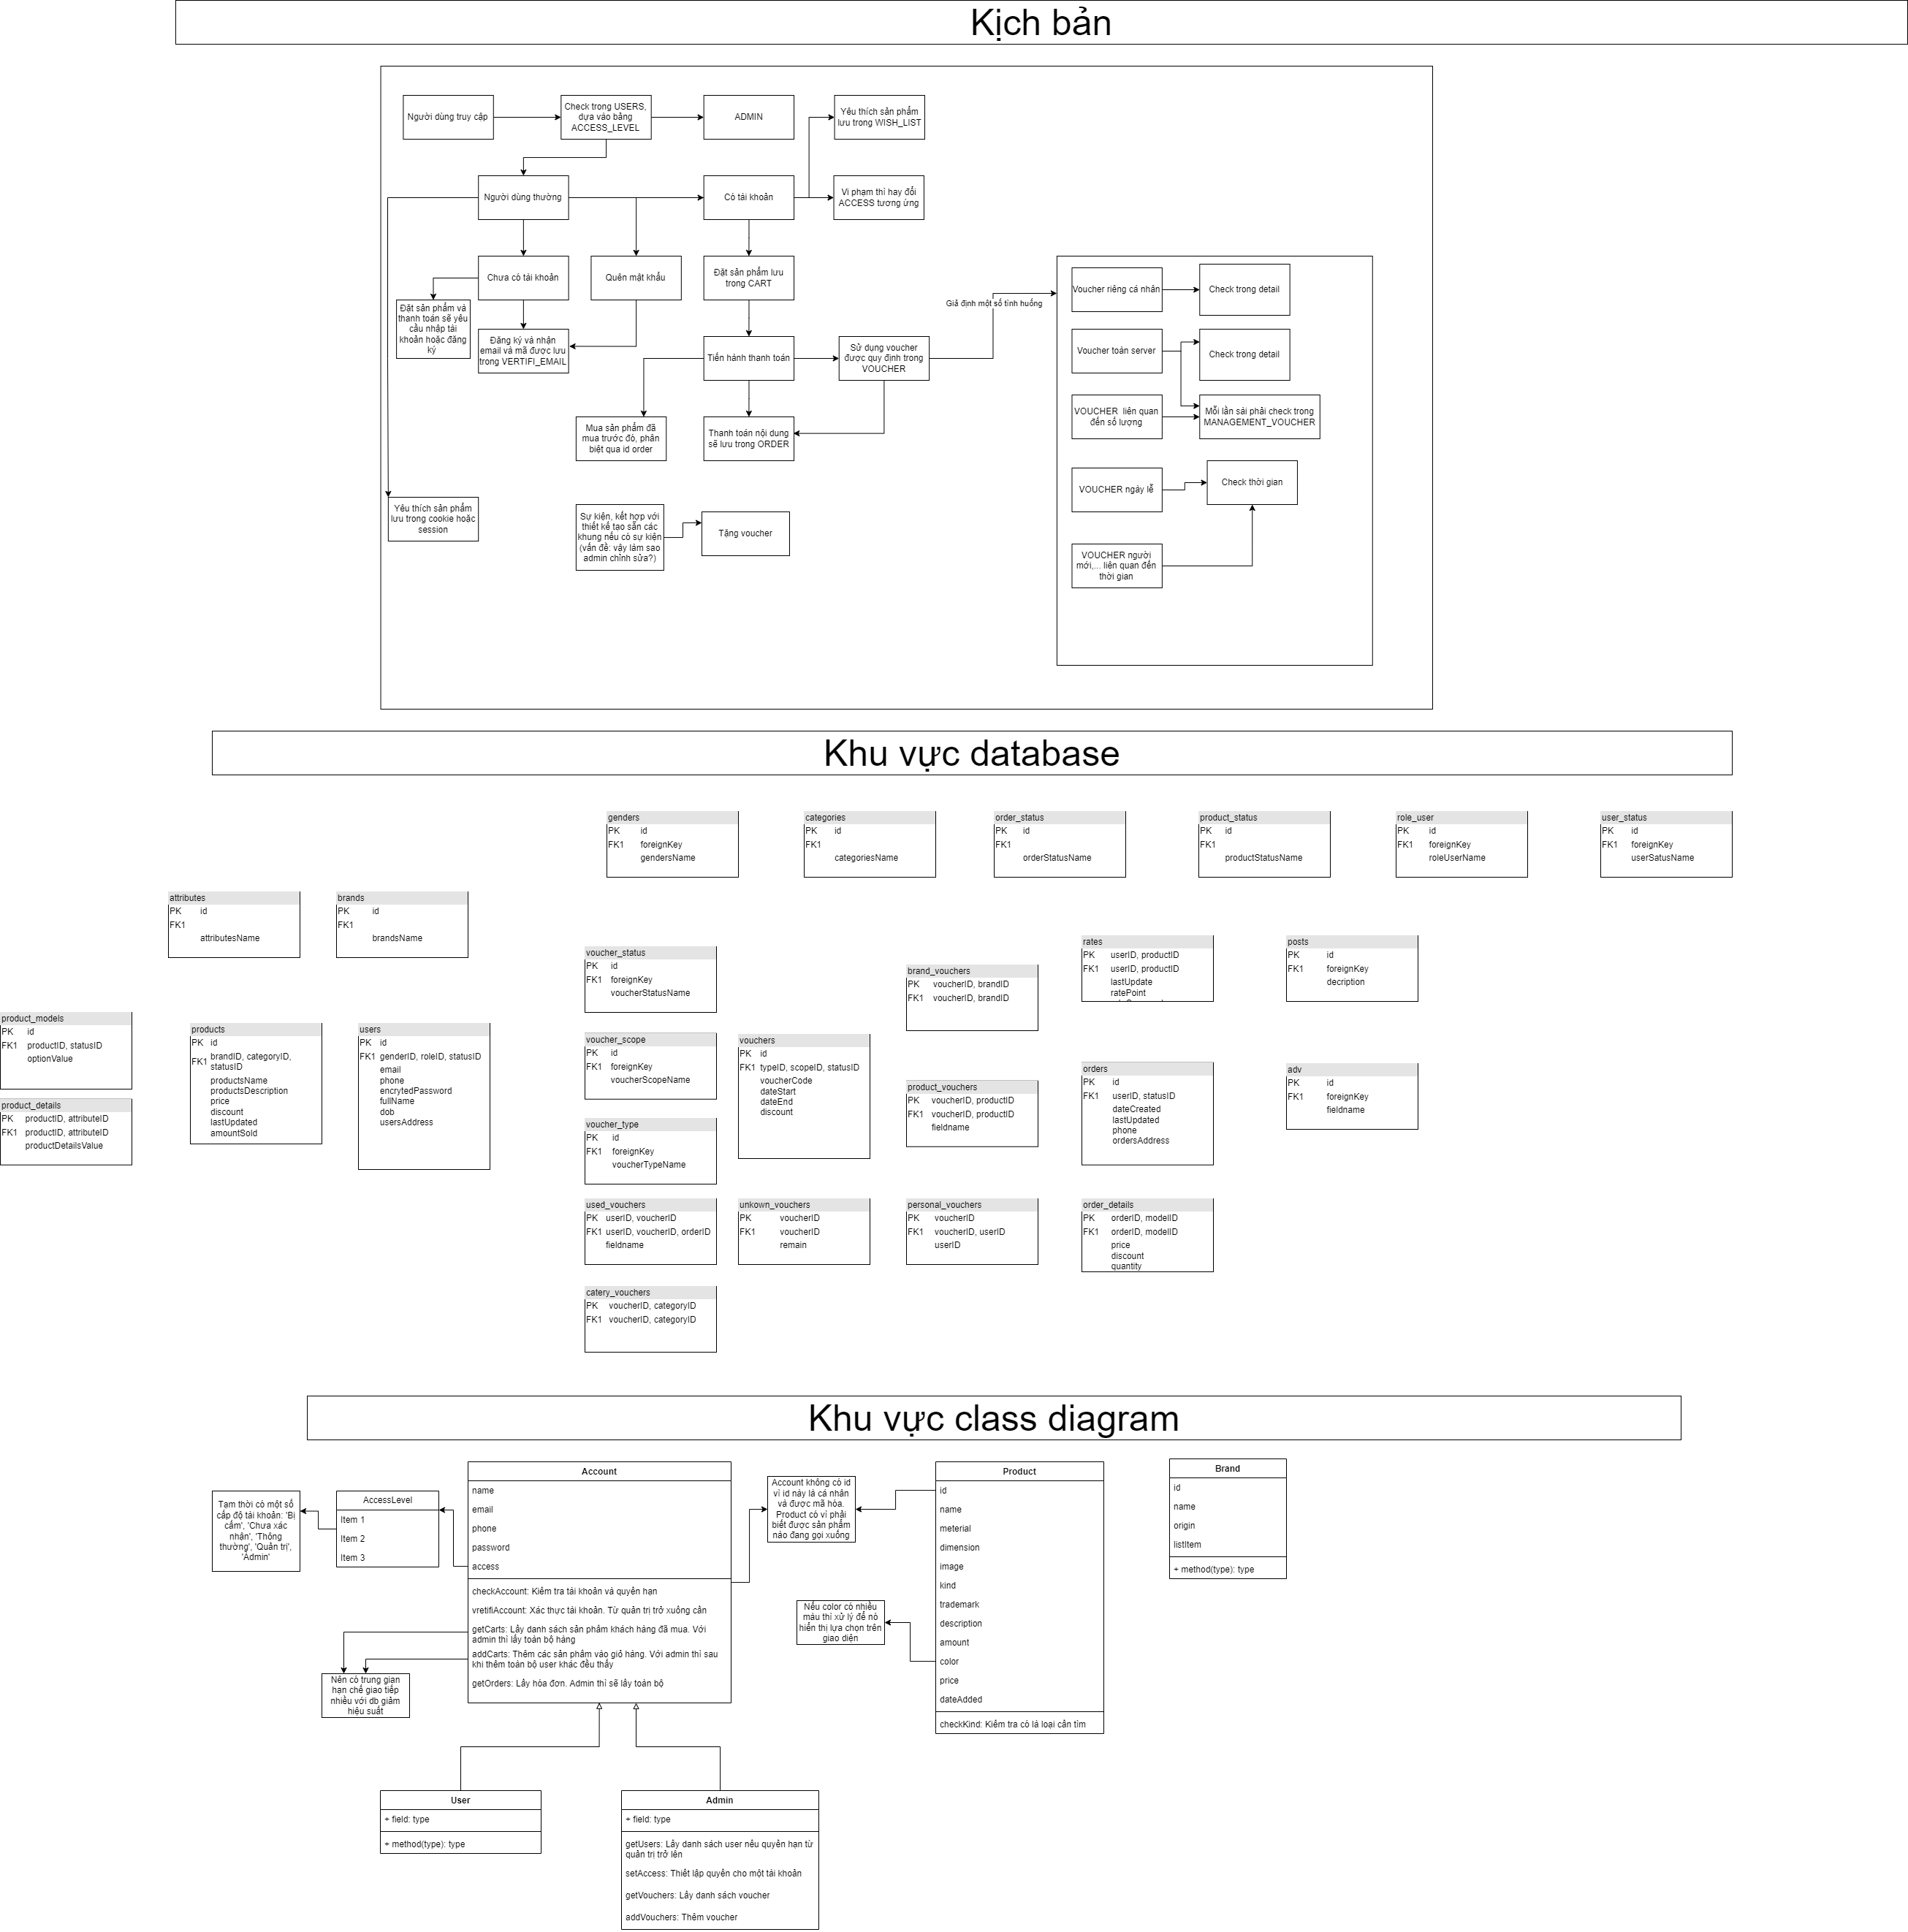 Kịch bản
Người dùng truy cập
Check trong USERS,
dựa vào bảng
ACCESS_LEVEL
ADMIN
Yêu thích sản phẩm
lưu trong WISH_LIST
Người dùng thường
Có tài khoản
Vi phạm thì hay đổi
ACCESS tương ứng
Chưa có tài khoản
Quên mật khẩu
Đặt sản phẩm lưu
trong CART
Giả định một số tình huống
Đặt sản phẩm và
thanh toán sẽ yêu
cầu nhập tài
khoản hoặc đăng
ký
Đăng ký và nhận
email và mã được lưu
trong VERTIFI_EMAIL
Tiến hành thanh toán
Sử dụng voucher
được quy định trong
VOUCHER
Mua sản phẩm đã
mua trước đó, phân
biệt qua id order
Thanh toán nội dung
sẽ lưu trong ORDER
Yêu thích sản phẩm
lưu trong cookie hoặc
session
Sự kiện, kết hợp với
thiết kế tạo sẵn các
khung nếu có sự kiện
(vấn đề: vậy làm sao
admin chỉnh sửa?)
Tặng voucher
Voucher riêng cá nhân
Check trong detail
Voucher toàn server
Check trong detail
VOUCHER liên quan
đến số lượng
Mỗi lần sài phải check trong
MANAGEMENT_VOUCHER
VOUCHER ngày lễ
Check thời gian
VOUCHER người
mới,... liên quan đến
thời gian
Khu vực database
genders
PK id
FK1 foreignKey
gendersName
categories
PK id
FK1
categoriesName
order_status
PK id
FK1
orderStatusName
product_status
PK id
FK1
productStatusName
role_user
PK id
FK1 foreignKey
roleUserName
user_status
PK id
FK1 foreignKey
userSatusName
attributes
PK id
FK1
attributesName
brands
PK id
FK1
brandsName
voucher_status
PK id
FK1 foreignKey
voucherStatusName
brand_vouchers
PK voucherID, brandID
FK1 voucherID, brandID
rates
PK userID, productID
FK1 userID, productID
lastUpdate
ratePoint
posts
PK id
FK1 foreignKey
decription
product_models
PK id
FK1 productID, statusID
optionValue
products
PK id
FK1 brandID, categoryID,
statusID
productsName
productsDescription
price
discount
lastUpdated
amountSold
users
PK id
FK1 genderID, roleID, statusID
email
phone
encrytedPassword
fullName
dob
usersAddress
voucher_scope
PK id
FK1 foreignKey
voucherScopeName
vouchers
PK id
FK1 typeID, scopeID, statusID
voucherCode
dateStart
dateEnd
discount
product_vouchers
PK voucherID, productID
FK1 voucherID, productID
fieldname
orders
PK id
FK1 userID, statusID
dateCreated
lastUpdated
phone
ordersAddress
adv
PK id
FK1 foreignKey
fieldname
product_details
PK productID, attributeID
FK1 productID, attributeID
productDetailsValue
voucher_type
PK id
FK1 foreignKey
voucherTypeName
used_vouchers
PK userID, voucherID
FK1 userID, voucherID, orderID
fieldname
unkown_vouchers
PK voucherID
FK1 voucherID
remain
personal_vouchers
PK voucherID
FK1 voucherID, userID
userID
order_details
PK orderID, modelID
FK1 orderID, modelID
price
discount
quantity
catery_vouchers
PK voucherID, categoryID
FK1 voucherID, categoryID
Khu vực class diagram
Tạm thời có một số
cấp độ tài khoản: 'Bị
cấm', 'Chưa xác
nhận', 'Thông
thường', 'Quản trị',
'Admin'
AccessLevel
Item 1
Item 2
Item 3
Account
name
email
phone
password
access
checkAccount: Kiểm tra tài khoản và quyền hạn
vretifiAccount: Xác thực tài khoản. Từ quản trị trở xuống cần
getCarts: Lấy danh sách sản phẩm khách hàng đã mua. Với
admin thì lấy toàn bộ hàng
addCarts: Thêm các sản phẩm vào giỏ hàng. Với admin thì sau
khi thêm toàn bộ user khác đều thấy
getOrders: Lấy hóa đơn. Admin thì sẽ lấy toàn bộ
Nên có trung gian
hạn chế giao tiếp
nhiều với db giảm
hiệu suất
Account không có id
vì id này là cá nhân
và được mã hóa.
Product có vì phải
biết được sản phẩm
nào đang gọi xuống
Nếu color có nhiều
màu thì xử lý để nó
hiển thị lựa chọn trên
giao diện
Product
id
name
meterial
dimension
image
kind
trademark
description
amount
color
price
dateAdded
checkKind: Kiểm tra có là loại cần tìm
Brand
id
name
origin
listItem
+ method(type): type
User
+ field: type
+ method(type): type
Admin
+ field: type
getUsers: Lấy danh sách user nếu quyền hạn từ
quản trị trở lên
setAccess: Thiết lập quyền cho một tài khoản
getVouchers: Lấy danh sách voucher
addVouchers: Thêm voucher